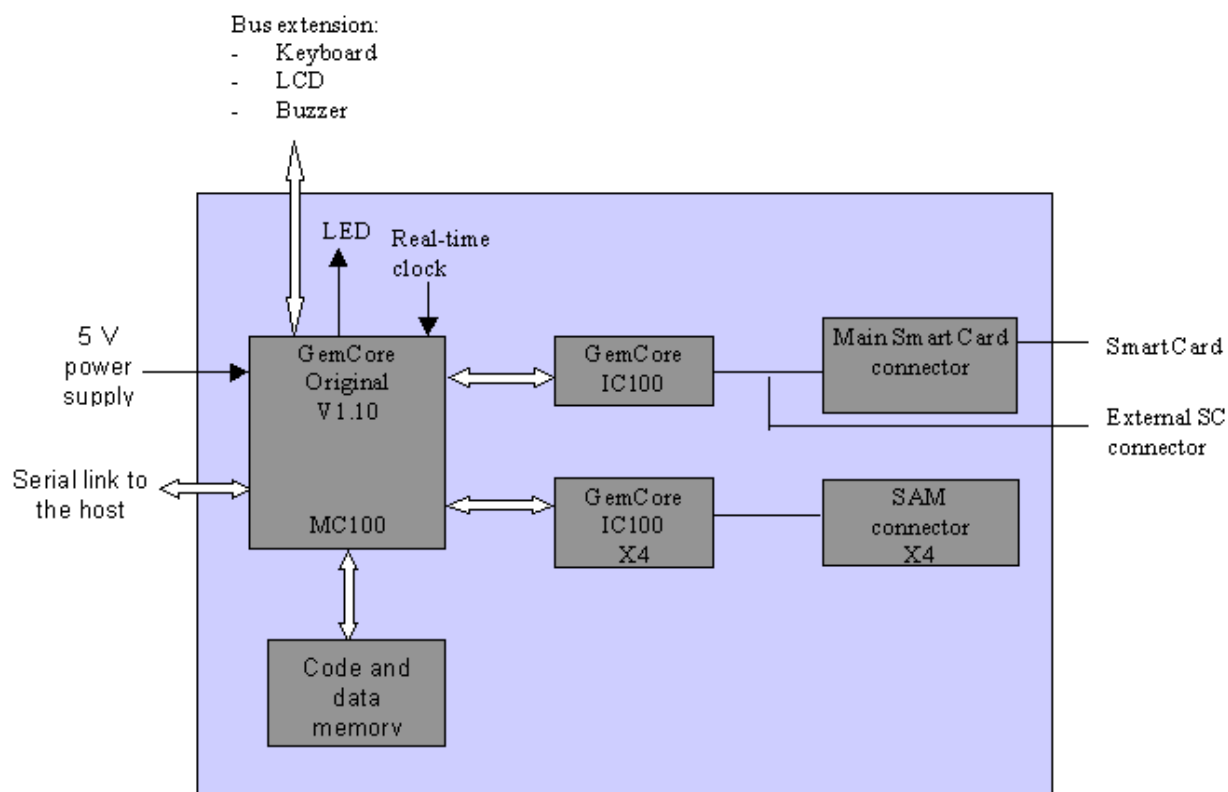 Bus extension:
- Keyboard
- LCD
- Buzzer
LED
Real-time
clock
5 V
power
supply
GemCore
Original
V1.10
MC100
GemCore
IC100
Main Smart Card
connector
SmartCard
External SC
connector
Serial link to
the host
GemCore
IC100
X4
SAM
connector
X4
Code and
data
memory